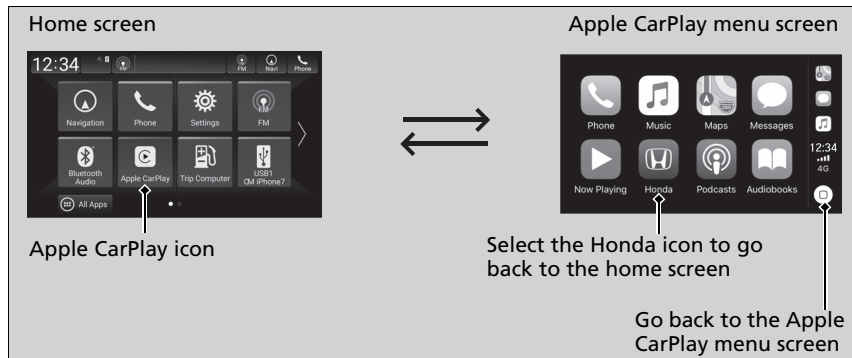 Home screen
Apple CarPlay menu screen
12:34
FM
Navi
Phone
Navigation
Phone
Settings
FM
FM
Bluetooth
Audio
Apple CarPlay
Trip Computer
USB1
CM iPhone7
All Apps
Phone
Music
Maps
Messages
Now Playing
Honda
Podcasts
Audiobooks
280
12:34
4G
Apple CarPlay icon
Select the Honda icon to go
back to the home screen
Go back to the Apple
CarPlay menu screen